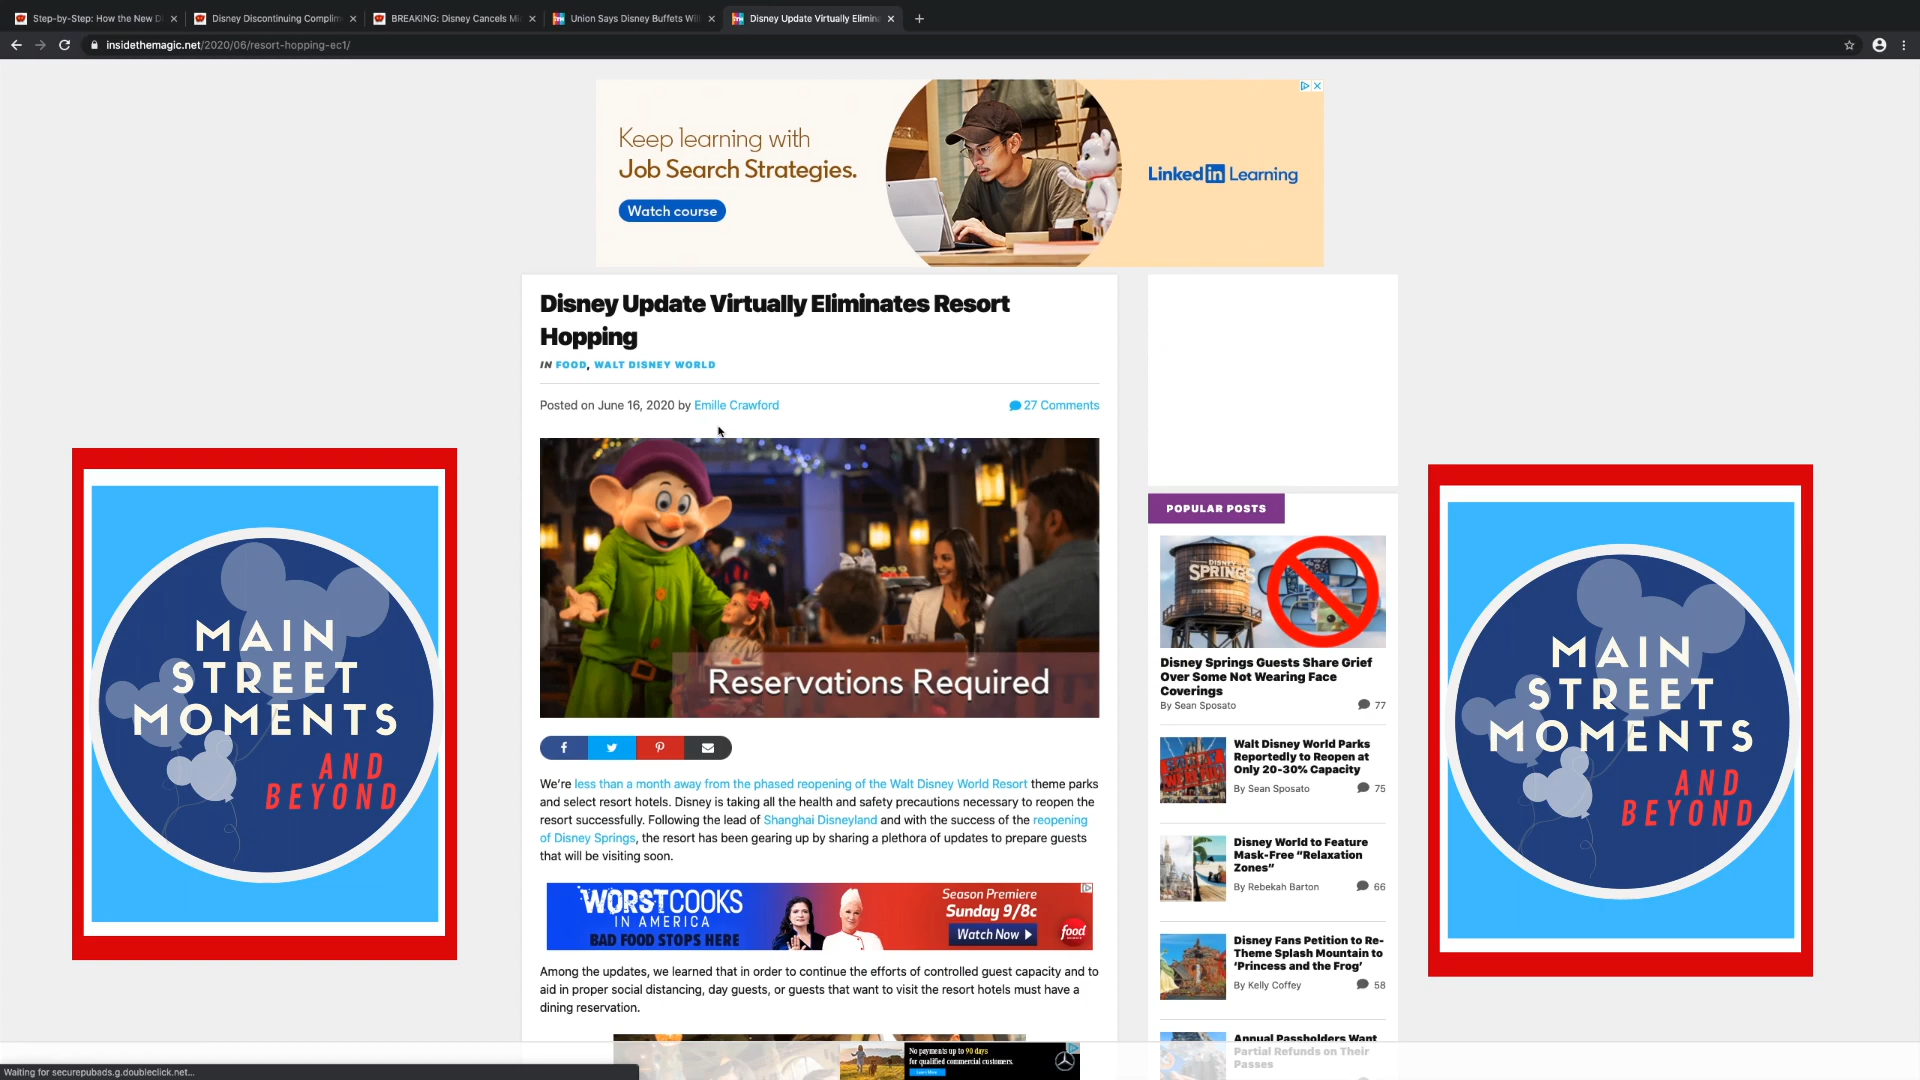 Step-by-Step: How the New D
Disney Discontinuing Complim
BREAKING: Disney Cancels M
Union Says Disney Buffets Wil
Disney Update Virtually Elimin
insidethemagic.net/2020/06/resort-hopping-ec1/
Keep learning with
Job Search Strategies.
Watch course
Linked in Learning
Disney Update Virtually Eliminates Resort
Hopping
IN FOOD, WALT DISNEY WORLD
Posted on June 16, 2020 by Emille Crawford
27 Comments
Reservations Required
We're less than a month away from the phased reopening of the Walt Disney World Resort theme parks
and select resort hotels. Disney is taking all the health and safety precautions necessary to reopen the
resort successfully. Following the lead of Shanghai Disneyland and with the success of the reopening
of Disney Springs, the resort has been gearing up by sharing a plethora of updates to prepare guests
that will be visiting soon.
WORST COOKS
IN AMERICA
BAD FOOD STOPS HERE
Season Premiere
Sunday 9/8c
Watch Now
food
Among the updates, we learned that in order to continue the efforts of controlled guest capacity and to
aid in proper social distancing, day guests, or guests that want to visit the resort hotels must have a
dining reservation.
POPULAR POSTS
DISNEY
SPRINGS
Disney Springs Guests Share Grief
Over Some Not Wearing Face
Coverings
By Sean Sposato
77
Walt Disney World Parks
Reportedly to Reopen at
Only 20-30% Capacity
By Sean Sposato
75
Disney World to Feature
Mask-Free “Relaxation
Zones”
By Rebekah Barton
66
Disney Fans Petition to Re-
Theme Splash Mountain to
‘Princess and the Frog’
By Kelly Coffey
58
Annual Passholders Want
Partial Refunds on Their
Passes
MAIN
STREET
MOMENTS
AND
BEYOND
MAIN
STREET
MOMENTS
AND
BEYOND
No payments up to 90 days
for qualified commercial customers.
Learn More
Waiting for securepubads.g.doubleclick.net...